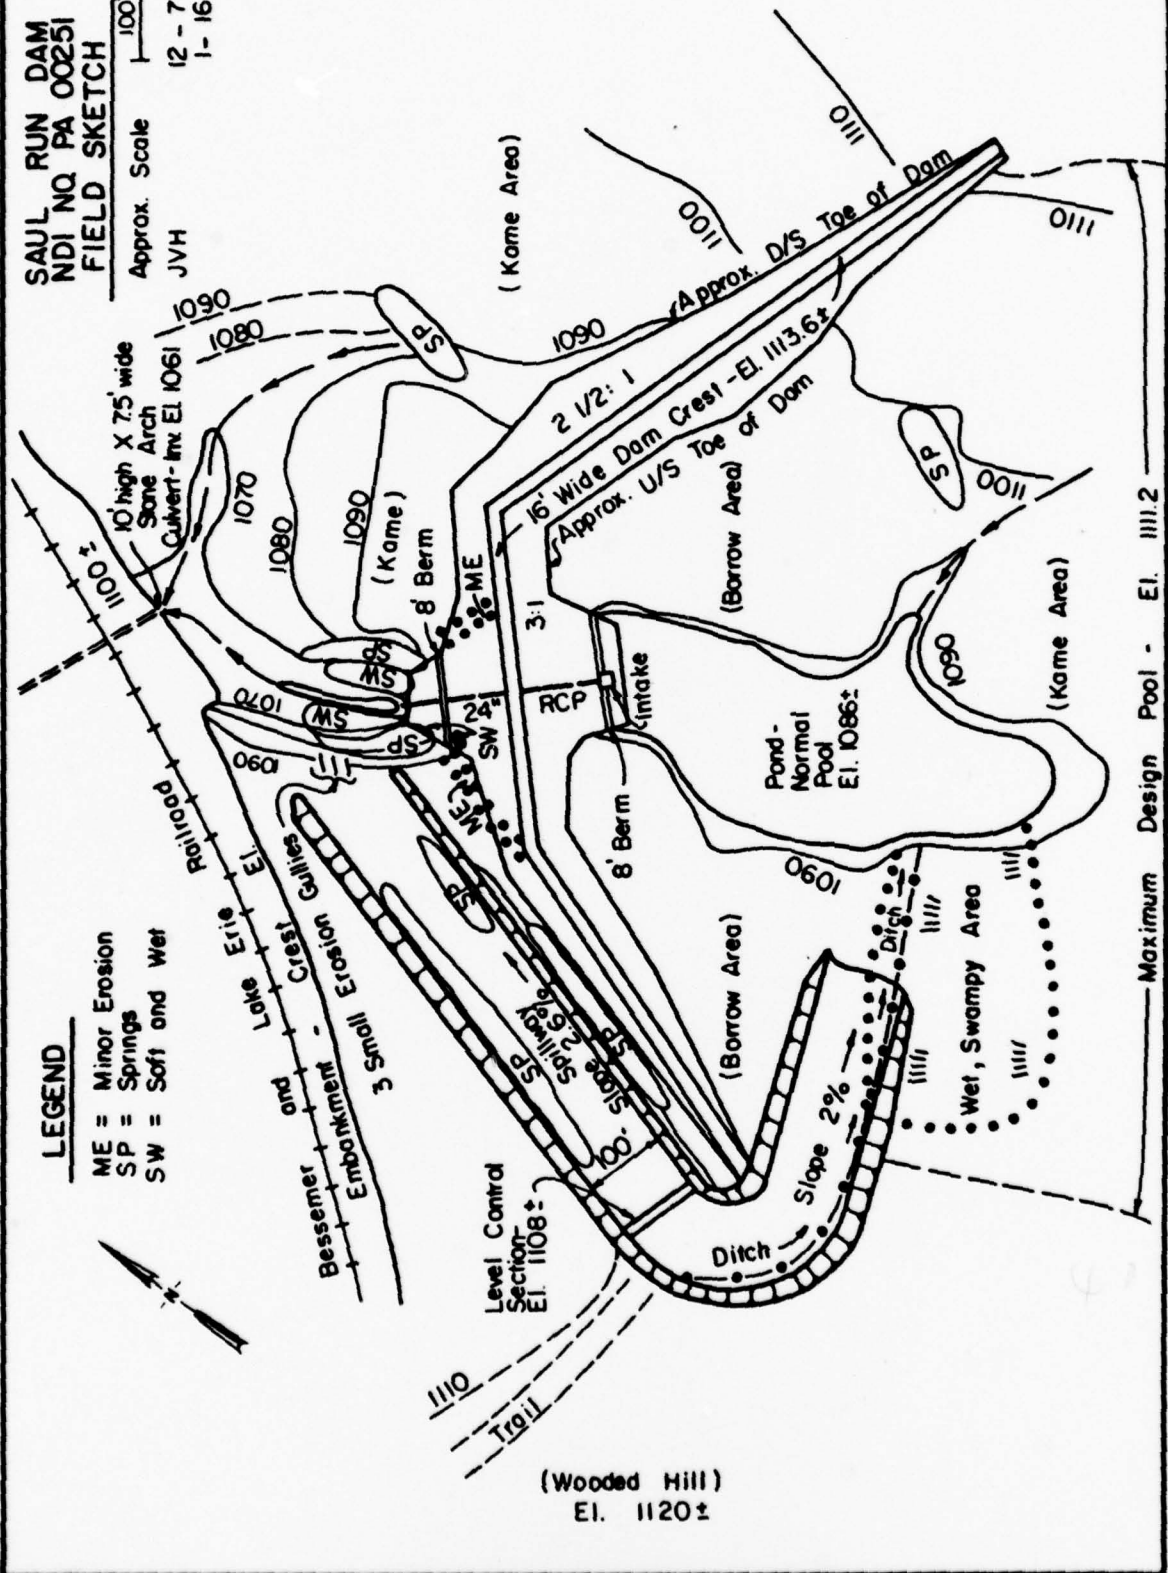 SAUL RUN DAM
NDI NO. PA 00251
FIELD SKETCH
Approx. Scale
100
JVH
12 - 7
1 - 16
LEGEND
ME = Minor Erosion
SP = Springs
SW = Soft and Wet
N
Bessemer and Lake Erie Railroad
Embankment - Crest El. 1100±
3 Small Erosion Gullies
10' high X 7.5' wide
Stone Arch
Culvert - Inv. El. 1061
1090
1080
1070
1080
1090
(Kame)
8' Berm
SP
1090
(Kame Area)
1100
1110
Approx. D/S Toe of Dam
2 1/2 : 1
16' Wide Dam Crest - El. 1113.6±
Approx. U/S Toe of Dam
1110
ME
3:1
SP
SW
1070
SW
SP
1090
24"
RCP
SW
ME
Intake
8' Berm
SP
SP
Spillway
Slope 2.6%
SP
100'
Level Control
Section-
El. 1108±
1110
Trail
(Wooded Hill)
El. 1120±
Ditch
Slope 2%
Ditch
(Borrow Area)
1090
Pond-
Normal
Pool
El. 1086±
(Borrow Area)
SP
1100
1090
(Kame Area)
Wet, Swampy Area
Maximum Design Pool - El. 1111.2